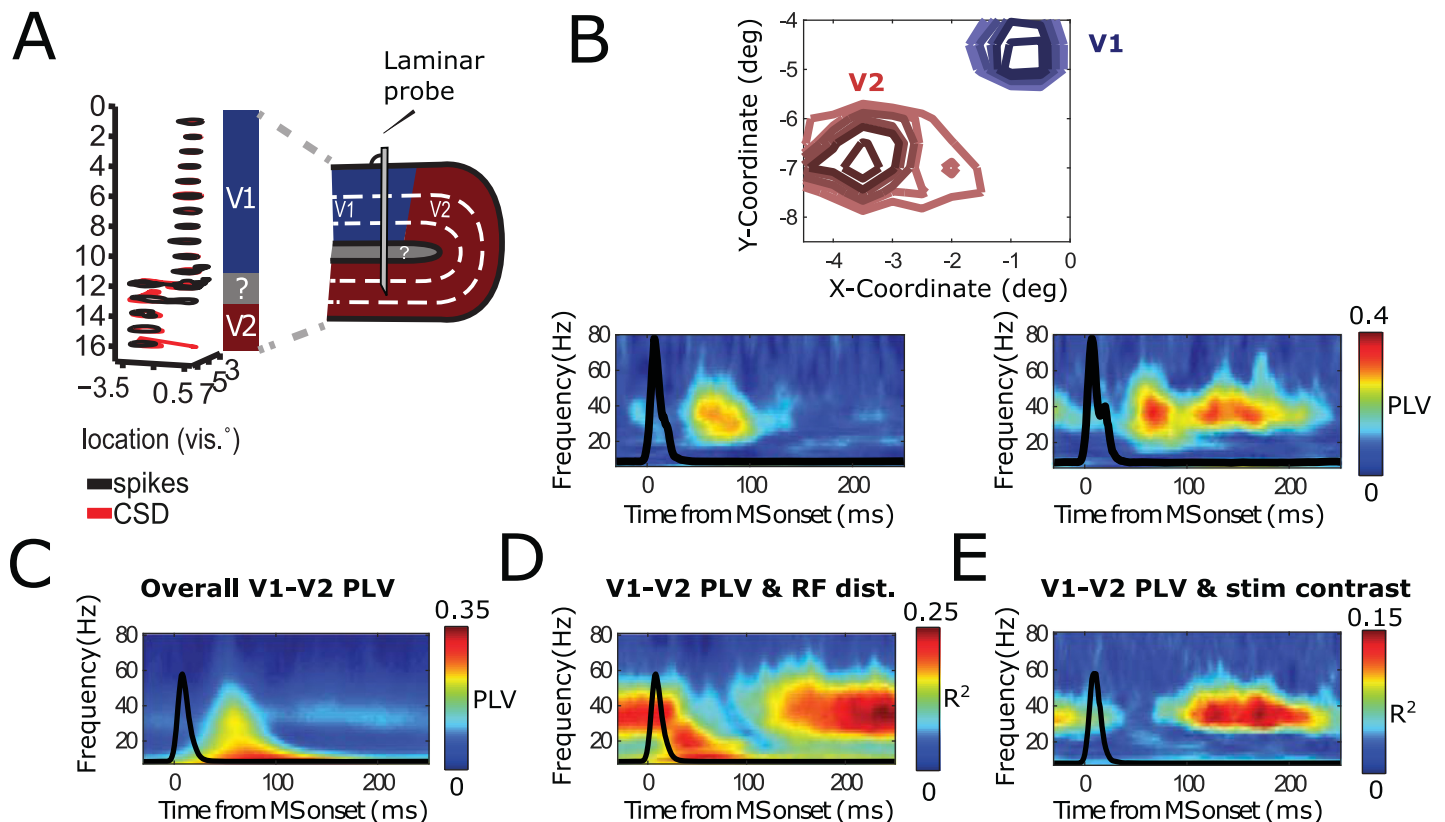 A
Laminar
probe
0
2
4
6
8
10
12
14
16
V1
?
V2
V1
V2
?
−3.5
0.5
7
5
3
location (vis.°
spikes
CSD
B
-4
-5
-6
-7
-8
Y-Coordinate (deg)
V1
V2
-4
-3
-2
-1
0
X-Coordinate (deg)
80
60
40
20
Frequency(Hz)
0
100
200
Time from MS onset (ms)
80
60
40
20
Frequency(Hz)
0
100
200
Time from MS onset (ms)
0.4
PLV
0
C
Overall V1-V2 PLV
80
60
40
20
Frequency(Hz)
0
100
200
Time from MS onset (ms)
0.35
PLV
0
D
V1-V2 PLV & RF dist.
80
60
40
20
Frequency(Hz)
0
100
200
Time from MS onset (ms)
0.25
R²
0
E
V1-V2 PLV & stim contrast
80
60
40
20
Frequency(Hz)
0
100
200
Time from MS onset (ms)
0.15
R²
0